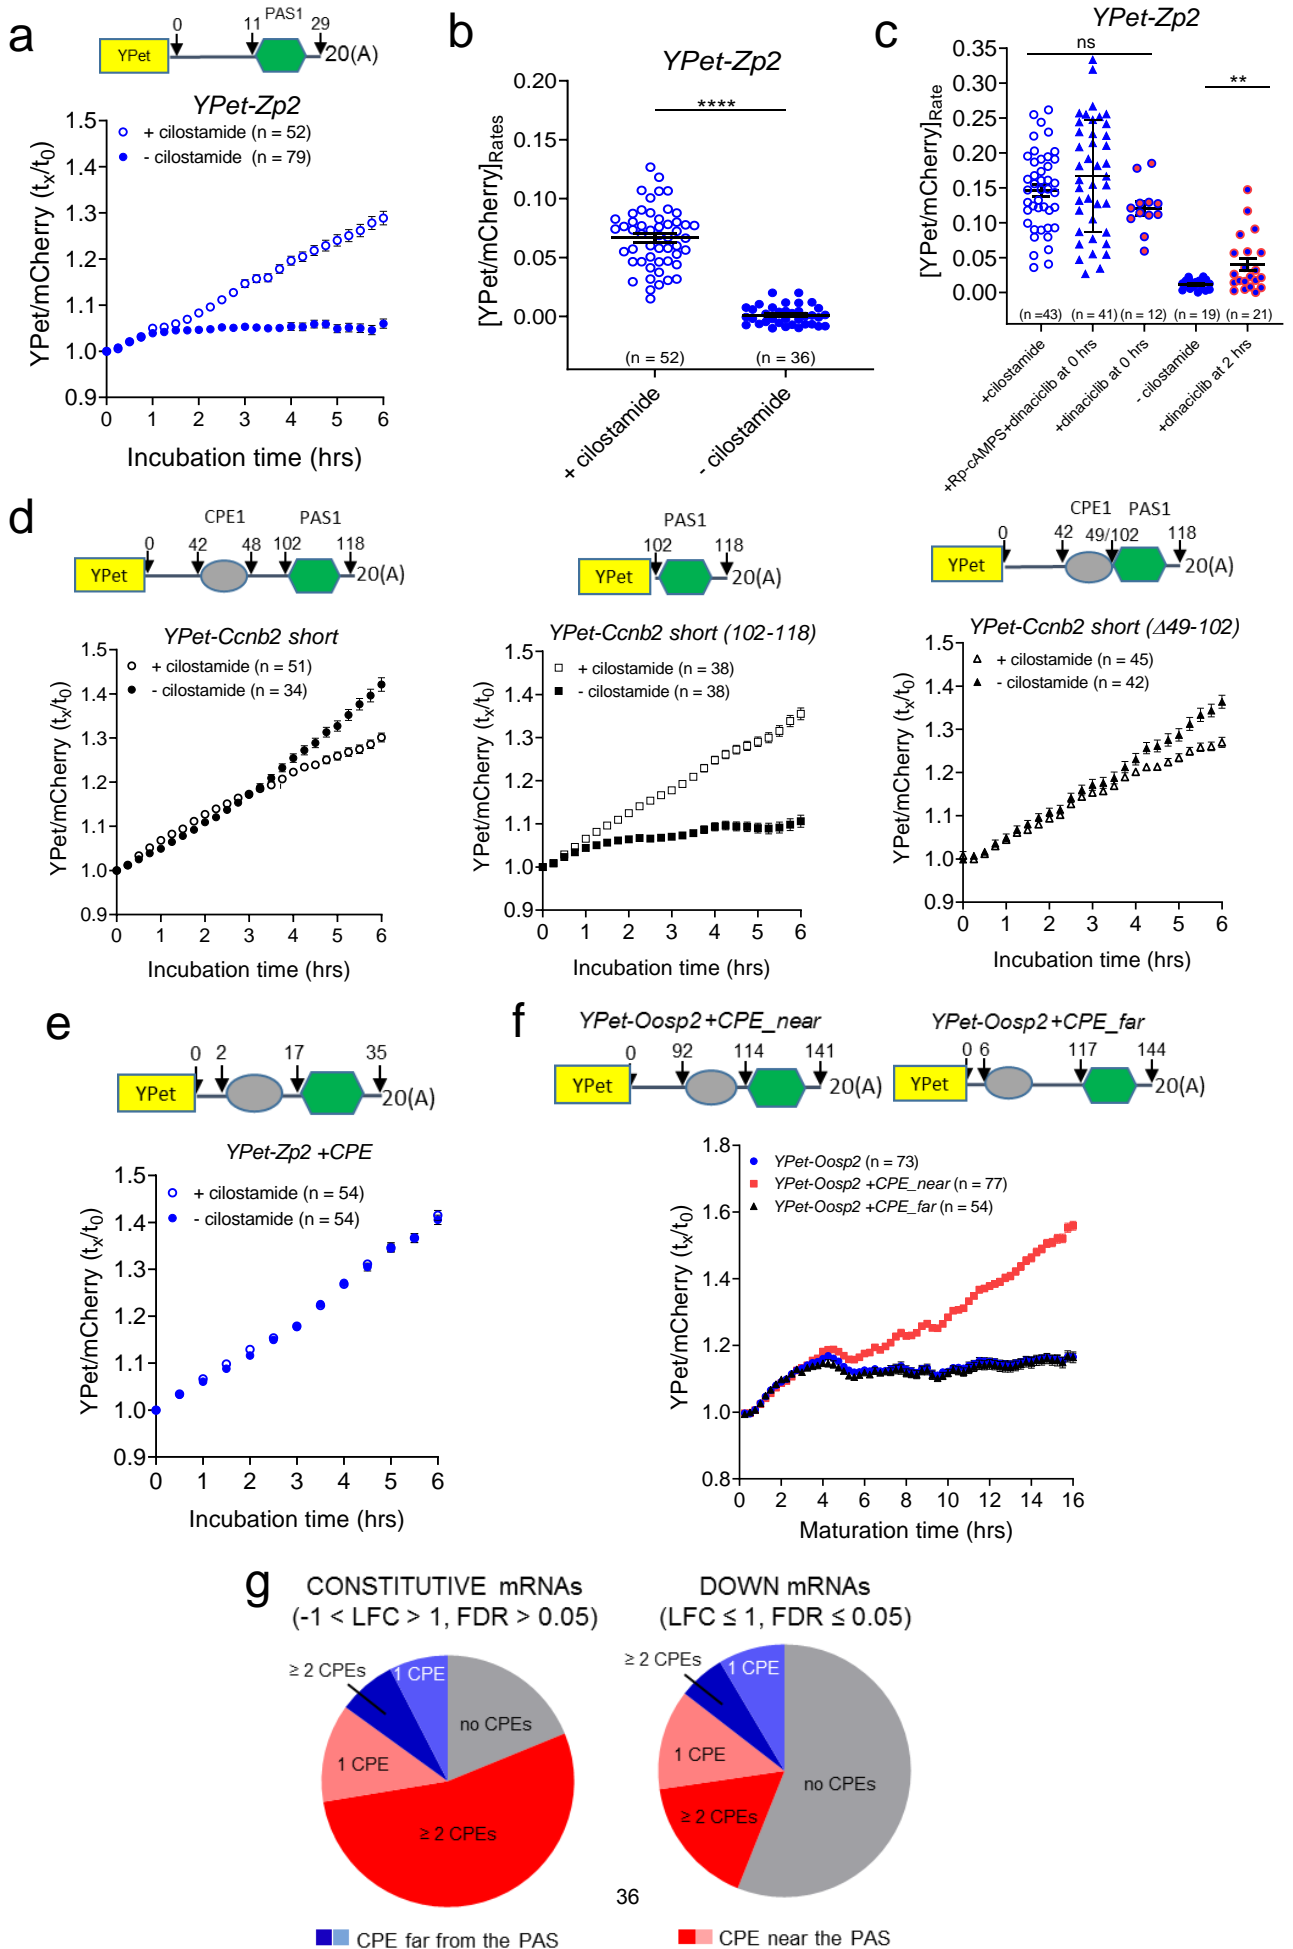 a
0 11 PAS1 29
YPet 20(A)
YPet-Zp2
+ cilostamide (n = 52)
- cilostamide (n = 79)
YPet/mCherry (tx/t0)
1.5
1.4
1.3
1.2
1.1
1.0
0.9
0 1 2 3 4 5 6
Incubation time (hrs)
b
YPet-Zp2
****
[YPet/mCherry]Rates
0.20
0.15
0.10
0.05
0.00
(n = 52) (n = 36)
+ cilostamide
- cilostamide
c
YPet-Zp2
ns
**
[YPet/mCherry]Rate
0.35
0.30
0.25
0.20
0.15
0.10
0.05
0.00
(n =43) (n = 41) (n = 12) (n = 19) (n = 21)
+cilostamide
+Rp-cAMPS+dinaciclib at 0 hrs
+dinaciclib at 0 hrs
- cilostamide
+dinaciclib at 2 hrs
d
CPE1 PAS1
0 42 48 102 118
YPet 20(A)
YPet-Ccnb2 short
+ cilostamide (n = 51)
- cilostamide (n = 34)
YPet/mCherry (tx/t0)
1.5
1.4
1.3
1.2
1.1
1.0
0.9
0 1 2 3 4 5 6
Incubation time (hrs)
PAS1
102 118
YPet 20(A)
YPet-Ccnb2 short (102-118)
+ cilostamide (n = 38)
- cilostamide (n = 38)
YPet/mCherry (tx/t0)
1.5
1.4
1.3
1.2
1.1
1.0
0.9
0 1 2 3 4 5 6
Incubation time (hrs)
CPE1 PAS1
0 42 49/102 118
YPet 20(A)
YPet-Ccnb2 short (Δ49-102)
+ cilostamide (n = 45)
- cilostamide (n = 42)
YPet/mCherry (tx/t0)
1.5
1.4
1.3
1.2
1.1
1.0
0.9
0 1 2 3 4 5 6
Incubation time (hrs)
e
0 2 17 35
YPet 20(A)
YPet-Zp2 +CPE
+ cilostamide (n = 54)
- cilostamide (n = 54)
YPet/mCherry (tx/t0)
1.5
1.4
1.3
1.2
1.1
1.0
0.9
0 1 2 3 4 5 6
Incubation time (hrs)
f
YPet-Oosp2+CPE_near
0 92 114 141
YPet 20(A)
YPet-Oosp2+CPE_far
0 6 117 144
YPet 20(A)
YPet-Oosp2 (n = 73)
YPet-Oosp2 +CPE_near (n = 77)
YPet-Oosp2 +CPE_far (n = 54)
YPet/mCherry (tx/t0)
1.8
1.6
1.4
1.2
1.0
0.8
0 2 4 6 8 10 12 14 16
Maturation time (hrs)
g
CONSTITUTIVE mRNAs
(-1 < LFC > 1, FDR > 0.05)
≥ 2 CPEs
1 CPE
no CPEs
1 CPE
≥ 2 CPEs
DOWN mRNAs
(LFC ≤ 1, FDR ≤ 0.05)
≥ 2 CPEs
1 CPE
1 CPE
no CPEs
≥ 2 CPEs
36
CPE far from the PAS
CPE near the PAS